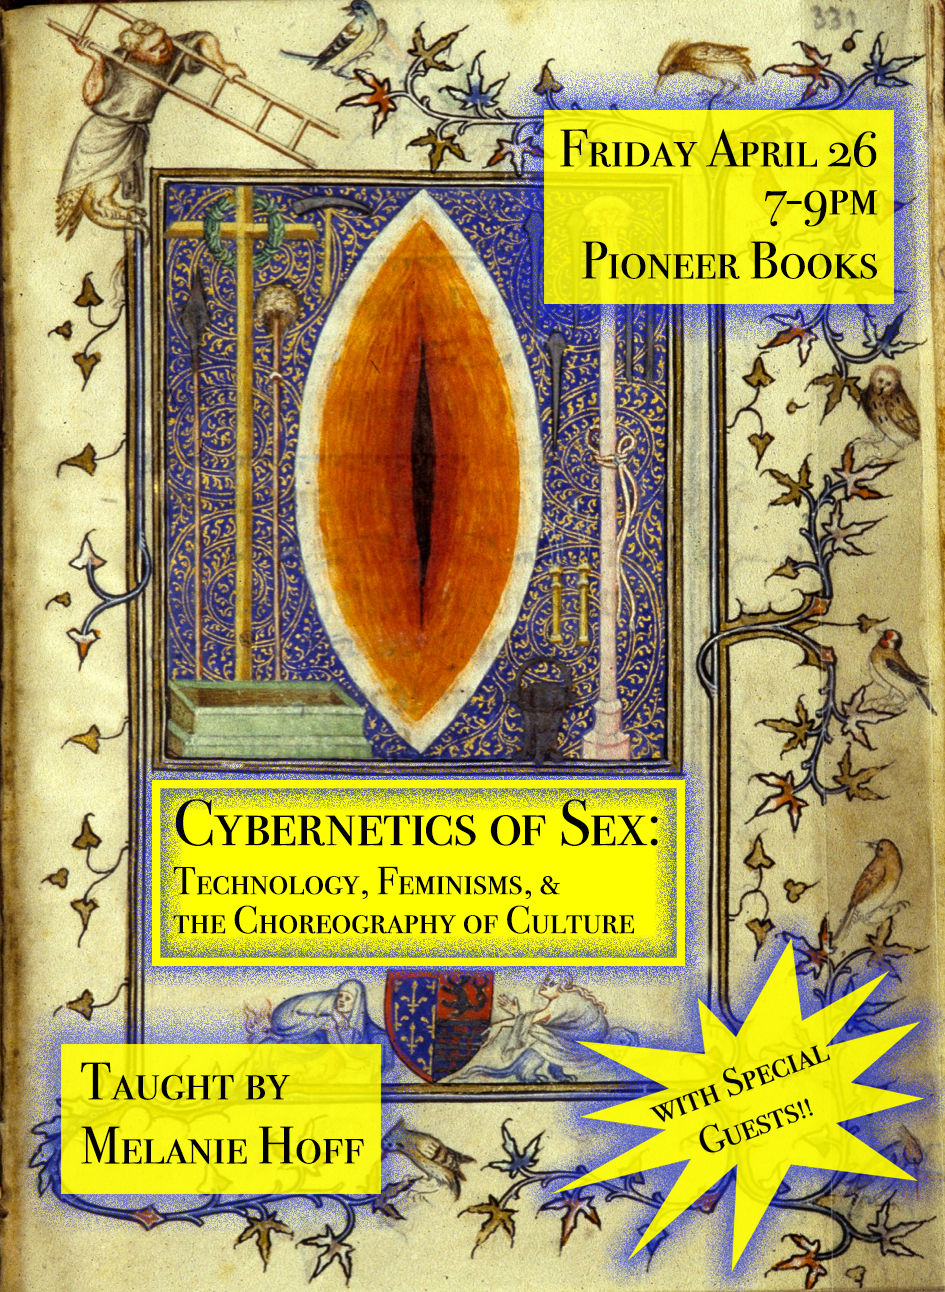 331
Friday April 26
7-9pm
Pioneer Books
Cybernetics of Sex:
Technology, Feminisms, &
the Choreography of Culture
Taught by
Melanie Hoff
with Special
Guests!!